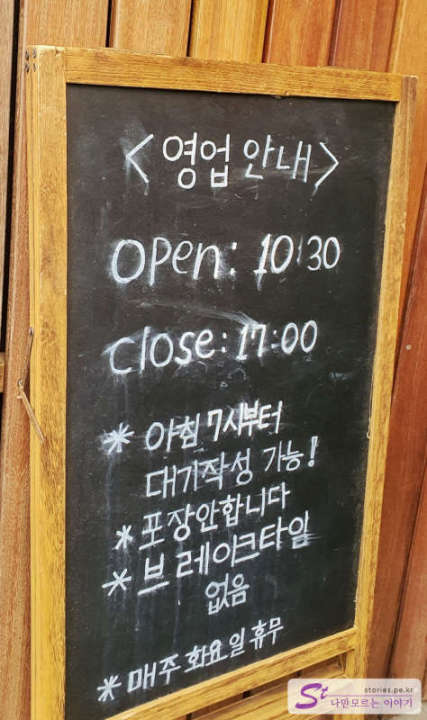 <영업 안내>
open: 10:30
close: 17:00
* 아침 7시부터
대기작성 가능!
* 포장안합니다
* 브레이크타임
없음
* 매주 화요일 휴무
St
stories.pe.kr
나만모르는 이야기